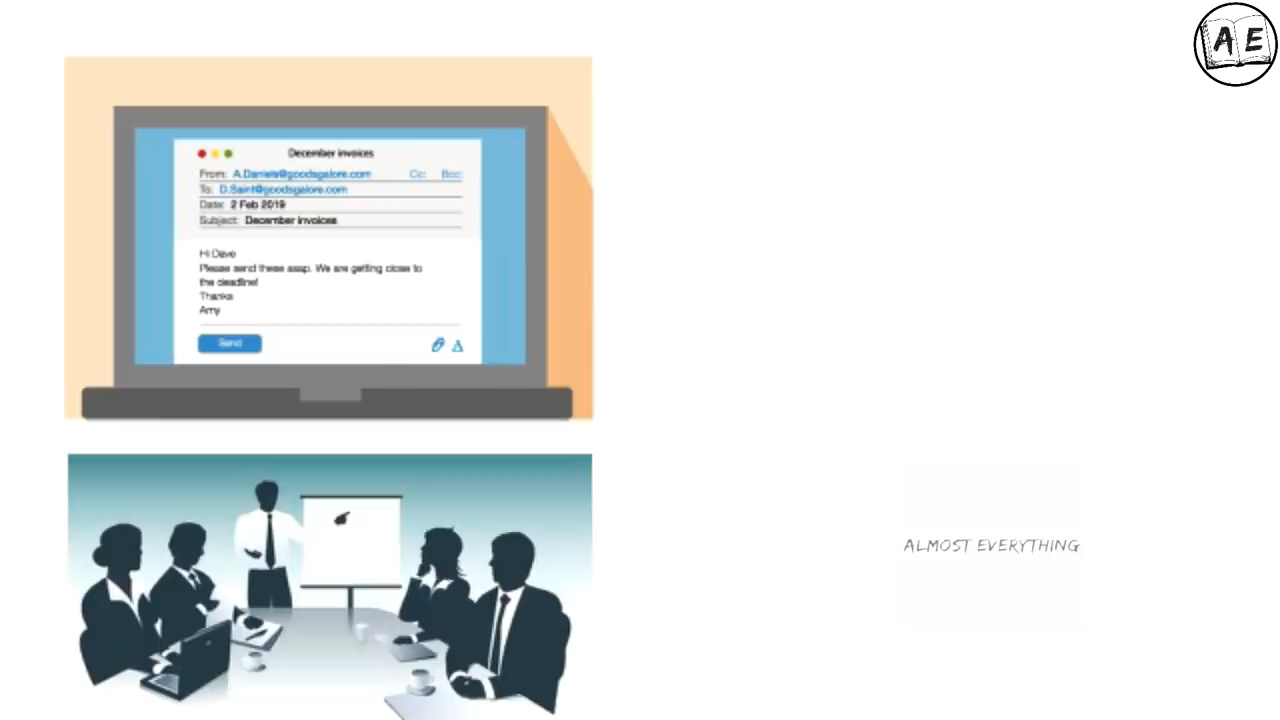 A E
December invoices
From: A.Daniels@goodsgalore.com Cc: Bcc:
To: D.Saint@goodsgalore.com
Date: 2 Feb 2019
Subject: December invoices
Hi Dave
Please send these asap. We are getting close to
the deadline!
Thanks
Amy
Send
ALMOST EVERYTHING